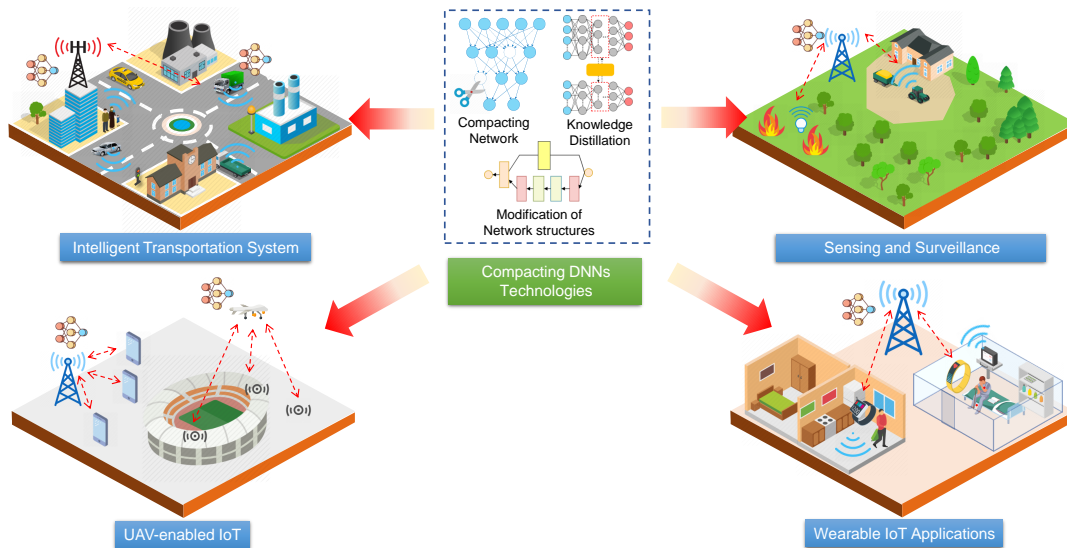 Compacting
Network
Knowledge
Distillation
Modification of
Network structures
Intelligent Transportation System
Sensing and Surveillance
Compacting DNNs
Technologies
UAV-enabled IoT
Wearable IoT Applications